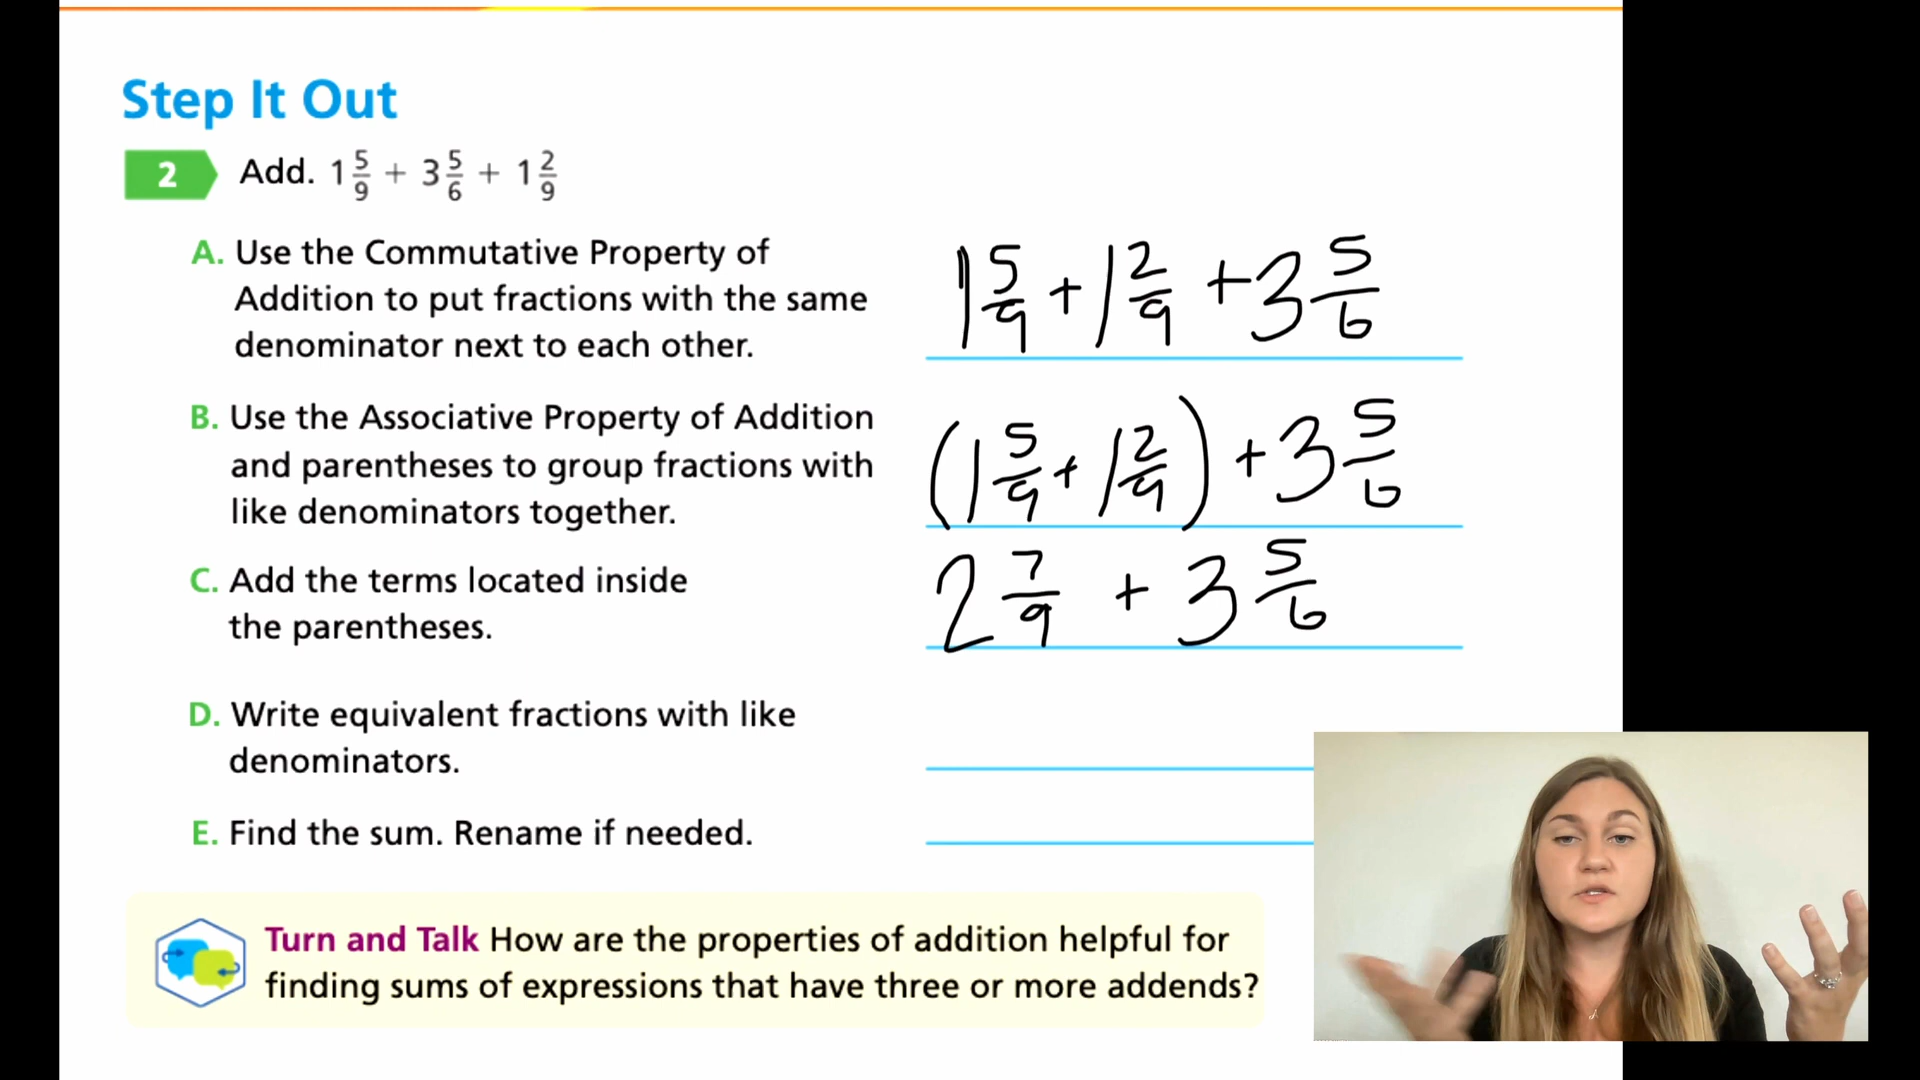 Step It Out
2 Add. 1 5/9 + 3 5/6 + 1 2/9
A. Use the Commutative Property of
Addition to put fractions with the same
denominator next to each other.
1 5/9 + 1 2/9 + 3 5/6
B. Use the Associative Property of Addition
and parentheses to group fractions with
like denominators together.
(1 5/9 + 1 2/9) + 3 5/6
C. Add the terms located inside
the parentheses.
2 7/9 + 3 5/6
D. Write equivalent fractions with like
denominators.
E. Find the sum. Rename if needed.
Turn and Talk How are the properties of addition helpful for
finding sums of expressions that have three or more addends?